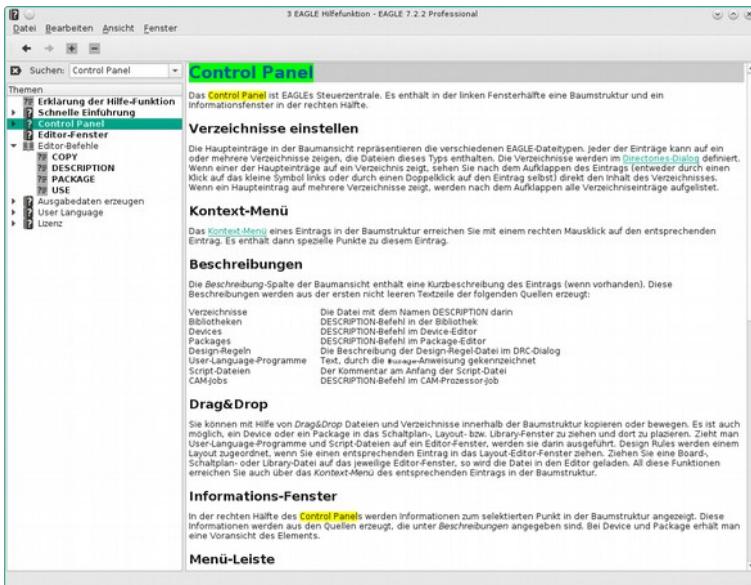 3 EAGLE Hilfefunktion - EAGLE 7.2.2 Professional
Datei Bearbeiten Ansicht Fenster
Suchen: Control Panel
Themen
Erklärung der Hilfe-Funktion
Schnelle Einführung
Control Panel
Editor-Fenster
Editor-Befehle
COPY
DESCRIPTION
PACKAGE
USE
Ausgabedaten erzeugen
User Language
Lizenz
Control Panel
Das Control Panel ist EAGLEs Steuerzentrale. Es enthält in der linken Fensterhälfte eine Baumstruktur und ein
Informationsfenster in der rechten Hälfte.
Verzeichnisse einstellen
Die Haupteinträge in der Baumansicht repräsentieren die verschiedenen EAGLE-Dateitypen. Jeder der Einträge kann auf ein
oder mehrere Verzeichnisse zeigen, die Dateien dieses Typs enthalten. Die Verzeichnisse werden im Directories-Dialog definiert.
Wenn einer der Haupteinträge auf ein Verzeichnis zeigt, sehen Sie nach dem Aufklappen des Eintrags (entweder durch einen
Klick auf das kleine Symbol links oder durch einen Doppelklick auf den Eintrag selbst) direkt den Inhalt des Verzeichnisses.
Wenn ein Haupteintrag auf mehrere Verzeichnisse zeigt, werden nach dem Aufklappen alle Verzeichniseinträge aufgelistet.
Kontext-Menü
Das Kontext-Menü eines Eintrags in der Baumstruktur erreichen Sie mit einem rechten Mausklick auf den entsprechenden
Eintrag. Es enthält dann spezielle Punkte zu diesem Eintrag.
Beschreibungen
Die Beschreibung-Spalte der Baumansicht enthält eine Kurzbeschreibung des Eintrags (wenn vorhanden). Diese
Beschreibungen werden aus der ersten nicht leeren Textzeile der folgenden Quellen erzeugt:
Verzeichnisse Die Datei mit dem Namen DESCRIPTION darin
Bibliotheken DESCRIPTION-Befehl in der Bibliothek
Devices DESCRIPTION-Befehl im Device-Editor
Packages DESCRIPTION-Befehl im Package-Editor
Design-Regeln Die Beschreibung der Design-Regel-Datei im DRC-Dialog
User-Language-Programme Text, durch die #usage-Anweisung gekennzeichnet
Script-Dateien Der Kommentar am Anfang der Script-Datei
CAM-Jobs DESCRIPTION-Befehl im CAM-Prozessor-Job
Drag&Drop
Sie können mit Hilfe von Drag&Drop Dateien und Verzeichnisse innerhalb der Baumstruktur kopieren oder bewegen. Es ist auch
möglich, ein Device oder ein Package in das Schaltplan-, Layout- bzw. Library-Fenster zu ziehen und dort zu plazieren. Zieht man
User-Language-Programme und Script-Dateien auf ein Editor-Fenster, werden sie darin ausgeführt. Design Rules werden einem
Layout zugeordnet, wenn Sie einen entsprechenden Eintrag in das Layout-Editor-Fenster ziehen. Ziehen Sie eine Board-,
Schaltplan- oder Library-Datei auf das jeweilige Editor-Fenster, so wird die Datei in den Editor geladen. All diese Funktionen
erreichen Sie auch über das Kontext-Menü des entsprechenden Eintrags in der Baumstruktur.
Informations-Fenster
In der rechten Hälfte des Control Panels werden Informationen zum selektierten Punkt in der Baumstruktur angezeigt. Diese
Informationen werden aus den Quellen erzeugt, die unter Beschreibungen angegeben sind. Bei Device und Package erhält man
eine Voransicht des Elements.
Menü-Leiste